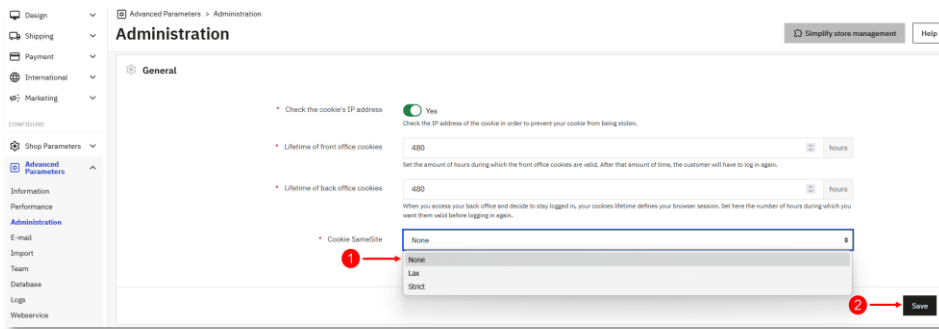 Design
Shipping
Payment
International
Marketing
CONFIGURE
Shop Parameters
Advanced
Parameters
Information
Performance
Administration
E-mail
Import
Team
Database
Logs
Webservice
Advanced Parameters > Administration
Administration
Simplify store management
Help
General
* Check the cookie's IP address
Yes
Check the IP address of the cookie in order to prevent your cookie from being stolen.
* Lifetime of front office cookies
480
hours
Set the amount of hours during which the front office cookies are valid. After that amount of time, the customer will have to log in again.
* Lifetime of back office cookies
480
hours
When you access your back office and decide to stay logged in, your cookies lifetime defines your browser session. Set here the number of hours during which you
want them valid before logging in again.
* Cookie SameSite
None
1
None
Lax
Strict
2
Save